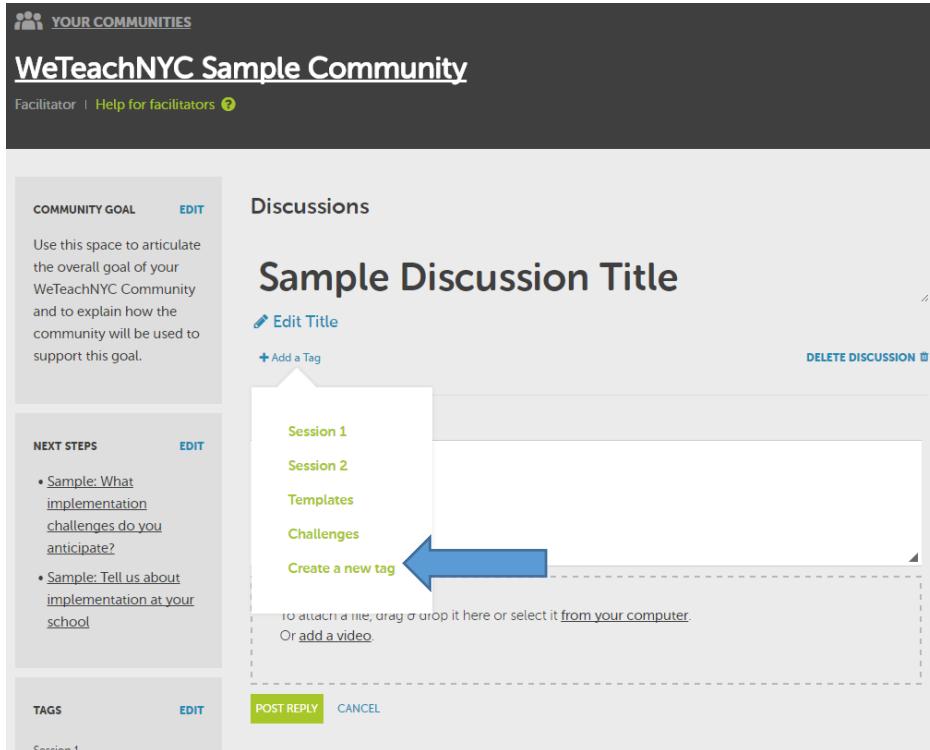 YOUR COMMUNITIES
WeTeachNYC Sample Community
Facilitator | Help for facilitators ?
COMMUNITY GOAL EDIT
Use this space to articulate
the overall goal of your
WeTeachNYC Community
and to explain how the
community will be used to
support this goal.
NEXT STEPS EDIT
• Sample: What
implementation
challenges do you
anticipate?
• Sample: Tell us about
implementation at your
school
TAGS EDIT
Session 1
Discussions
Sample Discussion Title
Edit Title
+ Add a Tag
DELETE DISCUSSION
Session 1
Session 2
Templates
Challenges
Create a new tag
To attach a file, drag & drop it here or select it from your computer.
Or add a video.
POST REPLY CANCEL